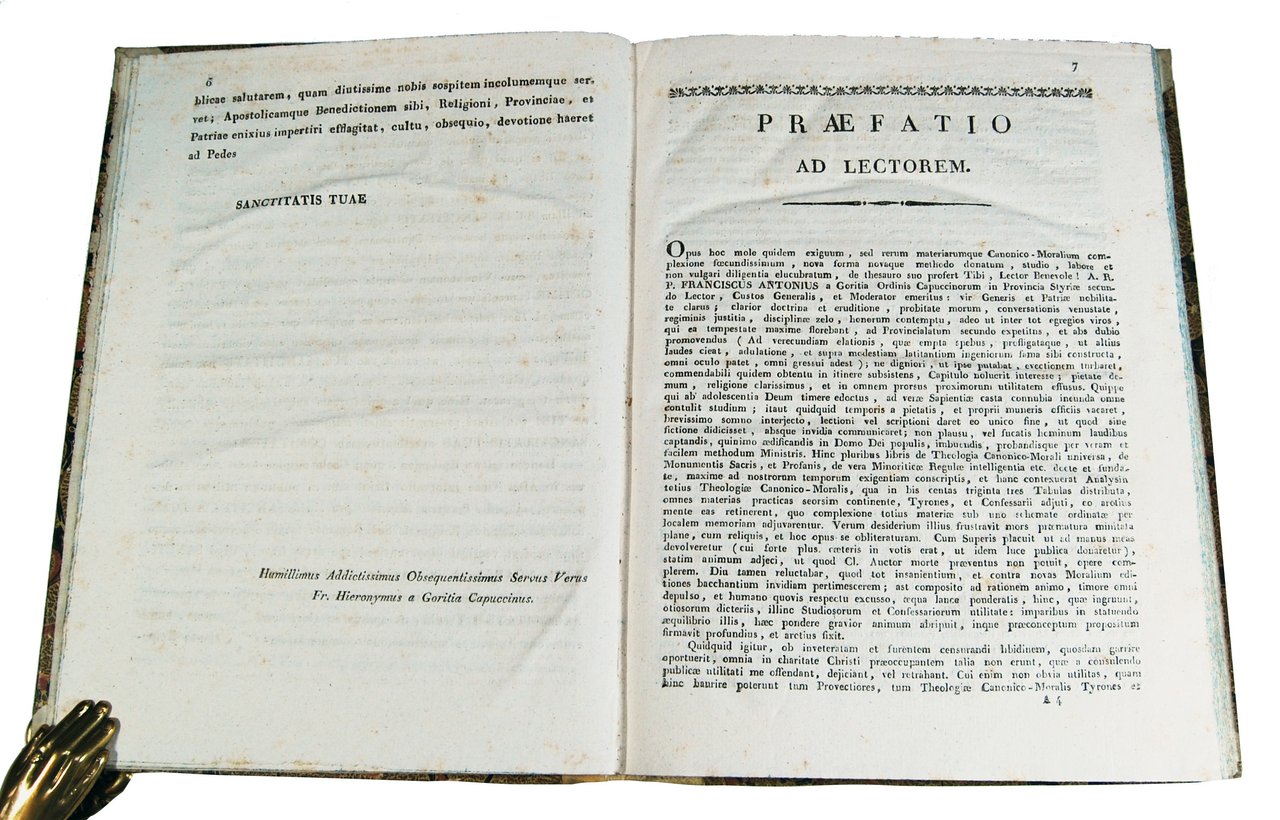 6
blicae salutarem, quam diutissime nobis sospitem incolumemque ser-
vet; Apostolicamque Benedictionem sibi, Religioni, Provinciae, et
Patriae enixius impertiri efflagitat, cultu, obsequio, devotione haeret
ad Pedes
SANCTITATIS TUAE
Humillimus Addictissimus Obsequentissimus Servus Verus
Fr. Hieronymus a Goritia Capuccinus.
7
PRÆFATIO
AD LECTOREM.
Opus hoc mole quidem exiguum, sed rerum materiarumque Canonico-Moralium com-
plexione fœcundissimum, nova forma novaque methodo donatum, studio, labore et
non vulgari diligentia elucubratum, de thesauro suo profert Tibi, Lector Benevole! A. R.
P. FRANCISCUS ANTONIUS a Goritia Ordinis Capuccinorum in Provincia Styriæ secun-
do Lector, Custos Generalis, et Moderator emeritus: vir Generis et Patriæ nobilita-
te clarus; clarior doctrina et eruditione, probitate morum, conversationis venustate,
regiminis justitia, disciplinæ zelo, honorum contemptu, adeo ut inter tot egregios viros,
qui ea tempestate maxime florebant, ad Provincialatum secundo expetitus, et abs dubio
promovendus (Ad verecundiam elationis, quæ empta spebus, profligataque, ut altius
laudes cieat, adulatione, et supra modestiam latitantium ingeniorum fama sibi constructa,
omni oculo patet, omni gressui adest); ne digniori, ut ipse putabat, evectionem turbaret,
commendabili quidem obtentu in itinere subsistens, Capitulo noluerit interesse; pietate de-
mum, religione clarissimus, et in omnem prorsus proximorum utilitatem effusus. Quippe
qui ab adolescentia Deum timere edoctus, ad veræ Sapientiæ casta connubia ineunda omne
contulit studium; itaut quidquid temporis a pietatis, et proprii muneris officiis vacaret,
brevissimo somno interjecto, lectioni vel scriptioni daret eo unico fine, ut quod sine
fictione didicisset, absque invidia communicaret; non plausu, vel fucatis hominum laudibus
captandis, quinimo ædificandis in Domo Dei populis, imbuendis, probandisque per veram et
facilem methodum Ministris. Hinc pluribus libris de Theologia Canonico-Morali universa, de
Monumentis Sacris, et Profanis, de vera Minoriticæ Regulæ intelligentia etc. docte et funda-
te, maxime ad nostrorum temporum exigentiam conscriptis, et hanc contexuerat Analysin
totius Theologiæ Canonico-Moralis, qua in bis centas triginta tres Tabulas distributa,
omnes materias practicas seorsim continente, Tyrones, et Confessarii adjuti, eo arctius
mente eas retinerent, quo complexione totius materiæ sub uno schemate ordinatæ per
localem memoriam adjuvarentur. Verum desiderium illius frustravit mors præmatura minitata
plane, cum reliquis, et hoc opus se obliteraturam. Cum Superis placuit ut ad manus meas
devolveretur (cui forte plus cæteris in votis erat, ut idem luce publica donaretur),
statim animum adjeci, ut quod Cl. Auctor morte præventus non potuit, opere com-
plerem. Diu tamen reluctabar, quod tot insanientium, et contra novas Moralium edi-
tiones bacchantium invidiam pertimescerem; ast composito ad rationem animo, timore omni
depulso, et humano quovis respectu excusso, æqua lance ponderatis, hinc, quæ ingruunt,
otiosorum dicteriis, illinc Studiosorum et Confessariorum utilitate: imparibus in statuendo
æquilibrio illis, hæc pondere gravior animum abripuit, inque præconceptum propositum
firmavit profundius, et arctius fixit.
Quidquid igitur, ob inveteratam et furentem censurandi libidinem, quosdam garrire
oportuerit, omnia in charitate Christi præoccupantem talia non erunt, quæ a consulendo
publicæ utilitati me offendant, dejiciant, vel retrahant. Cui enim non obvia utilitas, quam
hinc haurire poterunt tum Provectiores, tum Theologiæ Canonico-Moralis Tyrones et
A 4